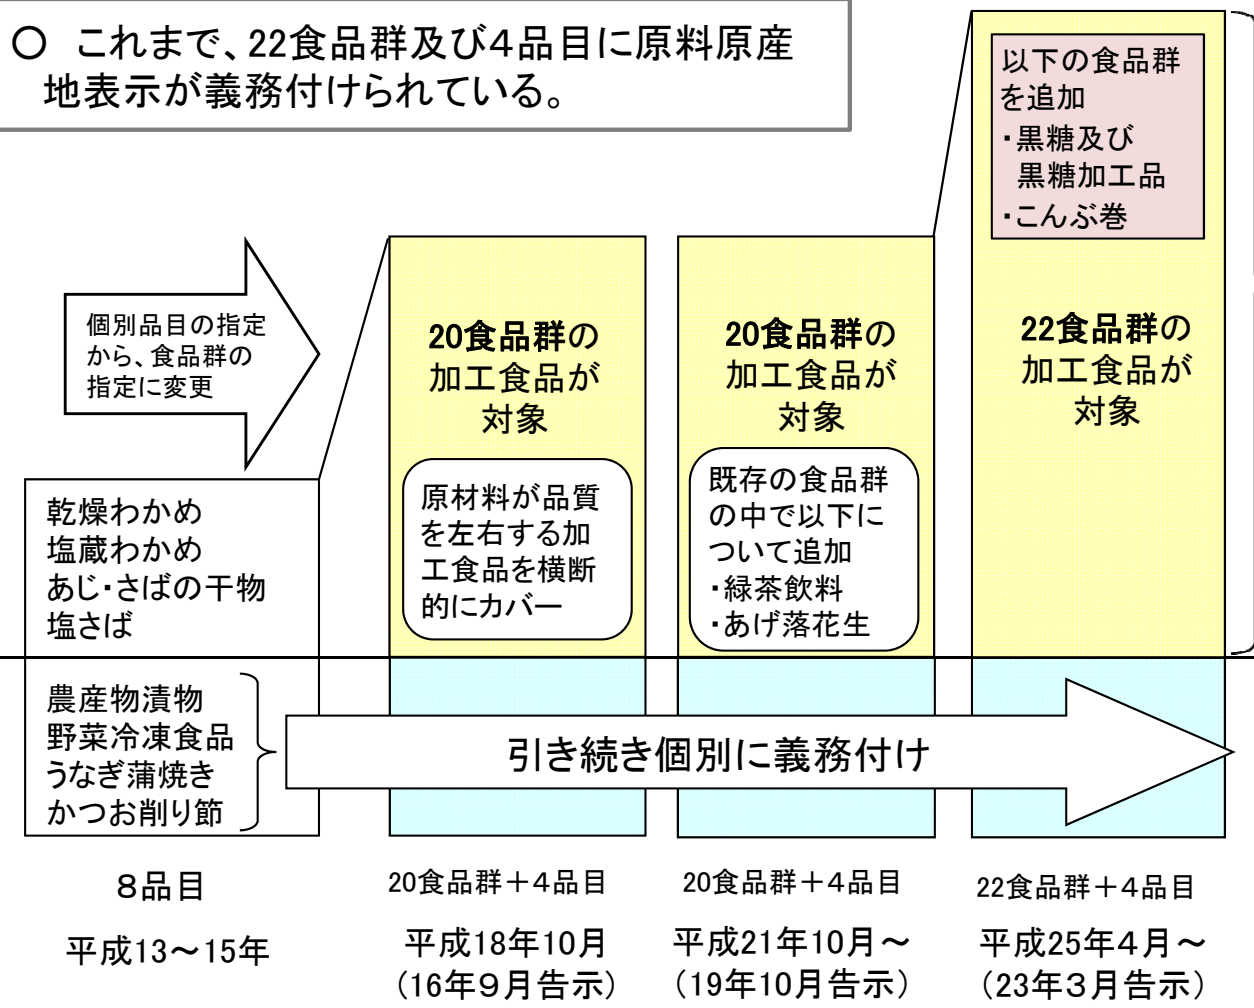 ○ これまで、22食品群及び４品目に原料原産
地表示が義務付けられている。
以下の食品群
を追加
・黒糖及び
黒糖加工品
・こんぶ巻
個別品目の指定
から、食品群の
指定に変更
20食品群の
加工食品が
対象
20食品群の
加工食品が
対象
22食品群の
加工食品が
対象
原材料が品質
を左右する加
工食品を横断
的にカバー
既存の食品群
の中で以下に
ついて追加
・緑茶飲料
・あげ落花生
乾燥わかめ
塩蔵わかめ
あじ・さばの干物
塩さば
農産物漬物
野菜冷凍食品
うなぎ蒲焼き
かつお削り節
引き続き個別に義務付け
８品目
20食品群＋４品目
20食品群＋４品目
22食品群＋４品目
平成13～15年
平成18年10月
（16年９月告示）
平成21年10月～
（19年10月告示）
平成25年４月～
（23年３月告示）